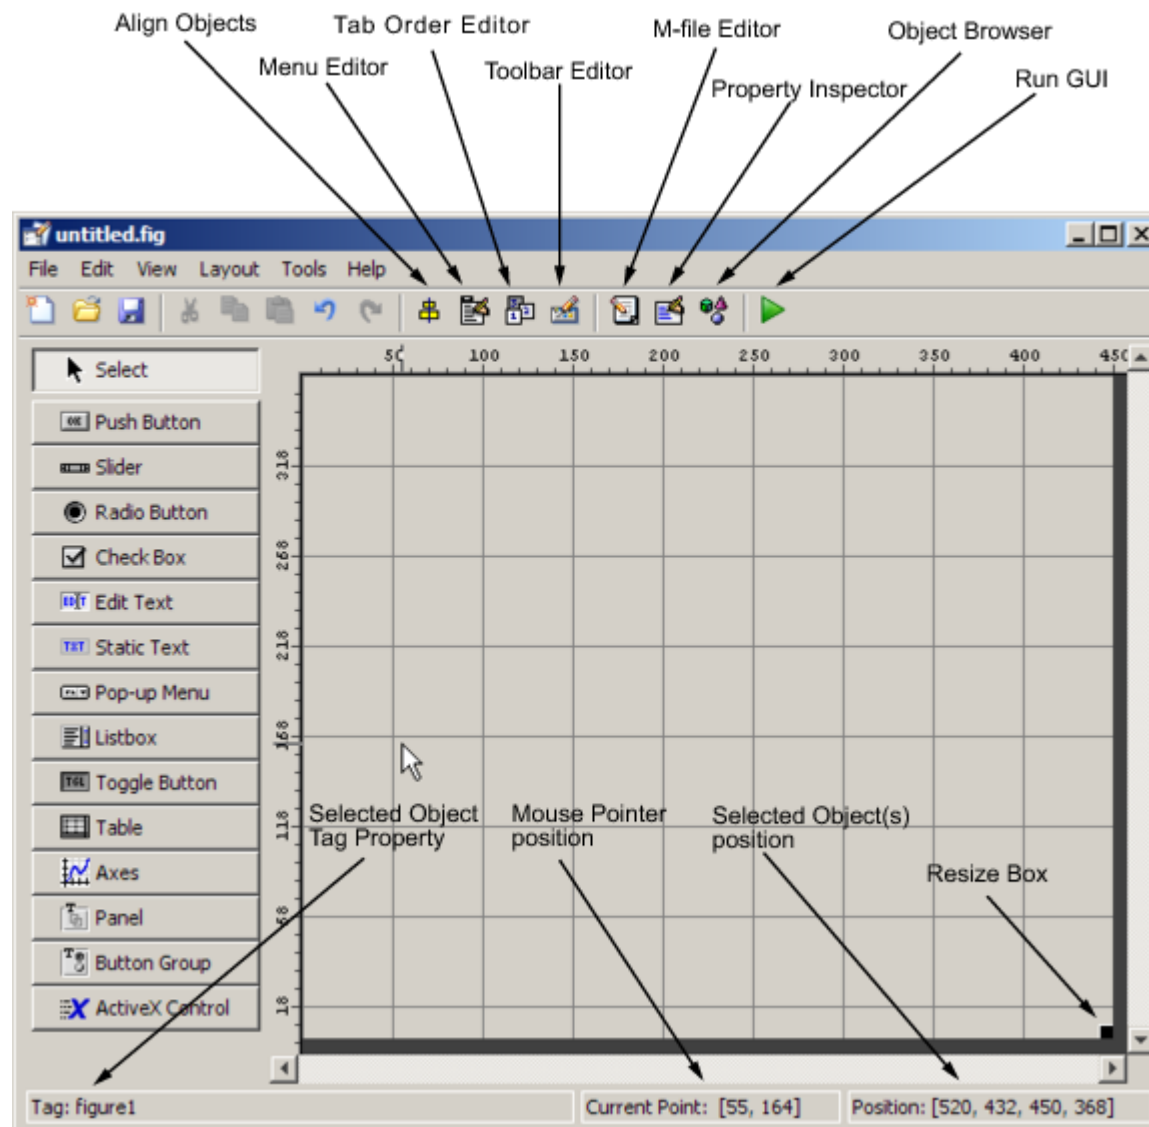 Align Objects
Tab Order Editor
M-file Editor
Object Browser
Menu Editor
Toolbar Editor
Property Inspector
Run GUI
untitled.fig
File Edit View Layout Tools Help
50 100 150 200 250 300 350 400 450
Select
Push Button
Slider
Radio Button
Check Box
Edit Text
Static Text
Pop-up Menu
Listbox
Toggle Button
Table
Axes
Panel
Button Group
ActiveX Control
318
268
218
168
118
68
18
Selected Object
Tag Property
Mouse Pointer
position
Selected Object(s)
position
Resize Box
Tag: figure1
Current Point: [55, 164]
Position: [520, 432, 450, 368]